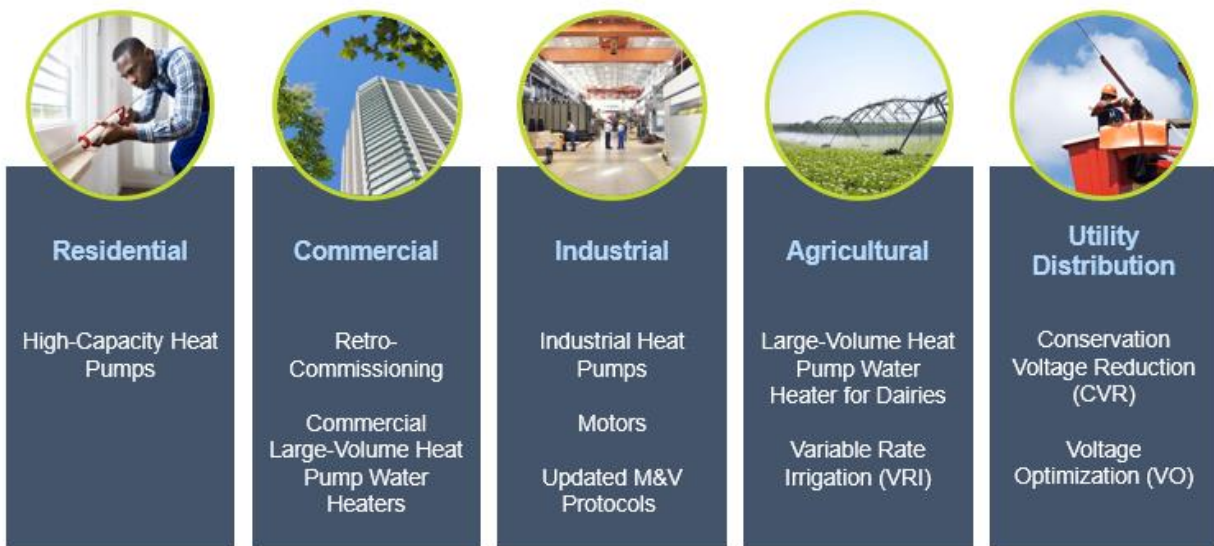 Residential
High-Capacity Heat
Pumps
Commercial
Retro-
Commissioning
Commercial
Large-Volume Heat
Pump Water
Heaters
Industrial
Industrial Heat
Pumps
Motors
Updated M&V
Protocols
Agricultural
Large-Volume Heat
Pump Water
Heater for Dairies
Variable Rate
Irrigation (VRI)
Utility
Distribution
Conservation
Voltage Reduction
(CVR)
Voltage
Optimization (VO)